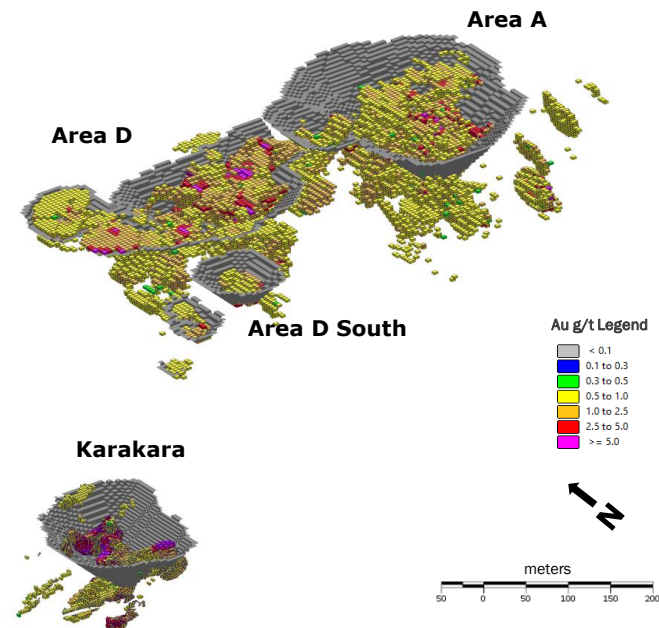 Area A
Area D
Area D South
Au g/t Legend
< 0.1
0.1 to 0.3
0.3 to 0.5
0.5 to 1.0
1.0 to 2.5
2.5 to 5.0
>= 5.0
Karakara
N
meters
50 0 50 100 150 200